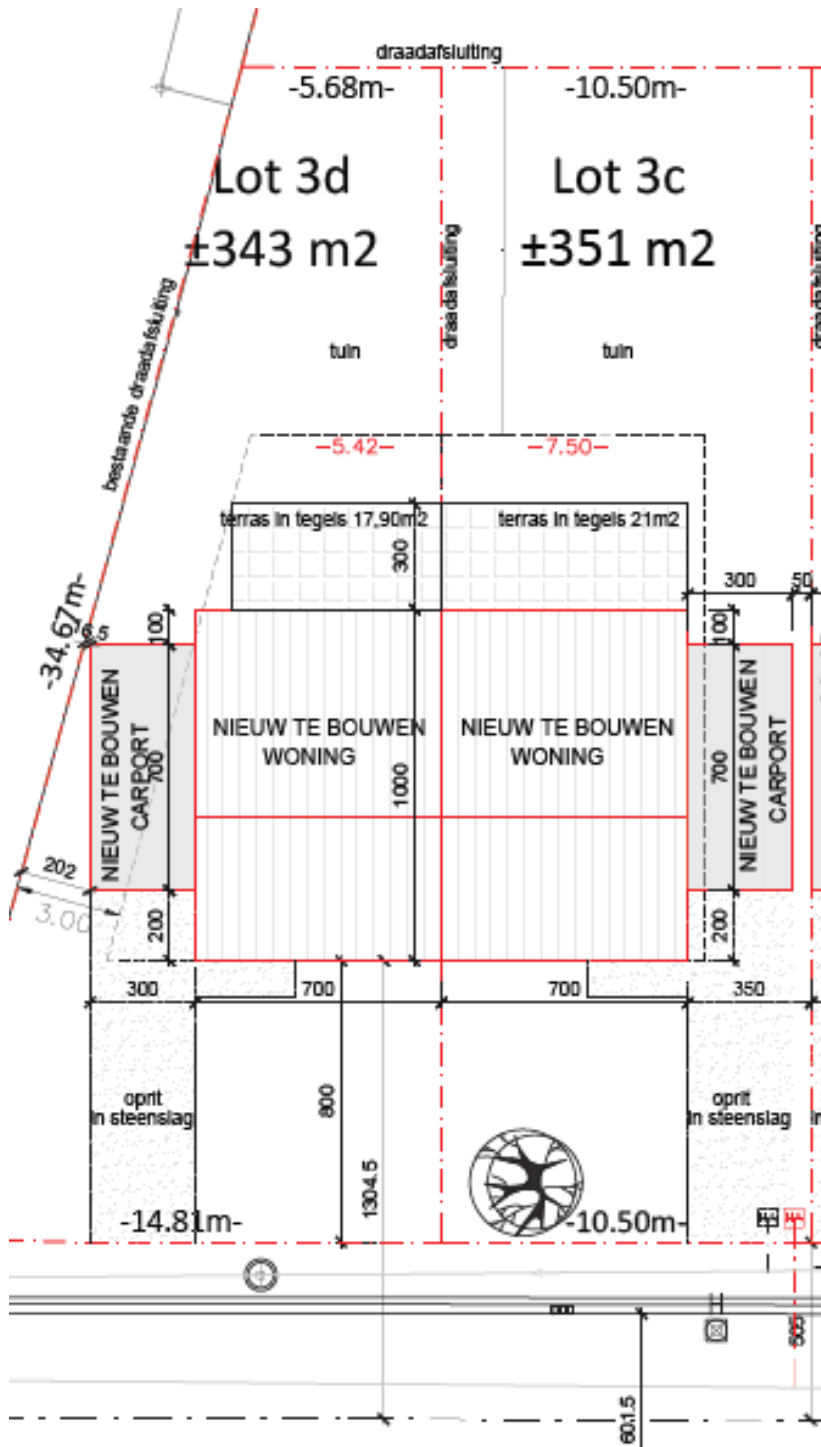 draadafsluiting
-5.68m-
-10.50m-
Lot 3d
±343 m2
Lot 3c
±351 m2
draadafsluiting
bestaande draadafsluiting
tuin
tuin
-5.42-
-7.50-
terras in tegels 17,90m2
terras in tegels 21m2
300
300
50
-34.67m-
100
100
NIEUW TE BOUWEN
CARPORT
700
NIEUW TE BOUWEN
WONING
1000
NIEUW TE BOUWEN
WONING
700
NIEUW TE BOUWEN
CARPORT
202
3.00
200
200
300
700
700
350
oprit
in steenslag
800
1304.5
oprit
in steenslag
-14.81m-
-10.50m-
505
601.5